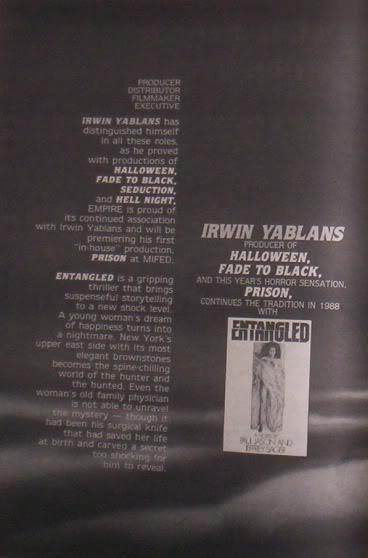 PRODUCER
DISTRIBUTOR
FILMMAKER
EXECUTIVE
IRWIN YABLANS has
distinguished himself
in all these roles,
as he proved
with productions of
HALLOWEEN,
FADE TO BLACK,
SEDUCTION,
and HELL NIGHT,
EMPIRE is proud of
its continued association
with Irwin Yablans and will be
premiering his first
"in-house" production,
PRISON at MIFED.
ENTANGLED is a gripping
thriller that brings
suspenseful storytelling
to a new shock level.
A young woman's dream
of happiness turns into
a nightmare. New York's
upper east side with its most
elegant brownstones
becomes the spine-chilling
world of the hunter and
the hunted. Even the
woman's old family physician
is not able to unravel
the mystery — though it
had been his surgical knife
that had saved her life
at birth and carved a secret
too shocking for
him to reveal.
IRWIN YABLANS
PRODUCER OF
HALLOWEEN,
FADE TO BLACK,
AND THIS YEAR'S HORROR SENSATION,
PRISON,
CONTINUES THE TRADITION IN 1988
WITH
ENTANGLED
PAUL JASON AND
JEFFREY SAGER